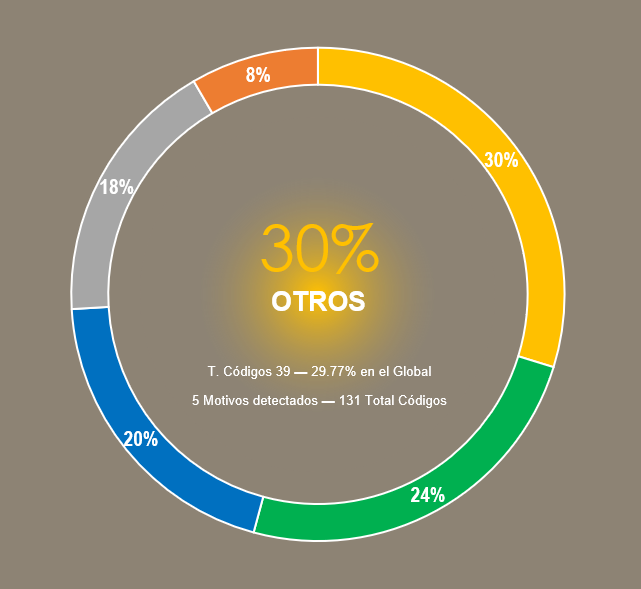 8%
30%
18%
30%
OTROS
T. Códigos 39 — 29.77% en el Global
5 Motivos detectados — 131 Total Códigos
20%
24%